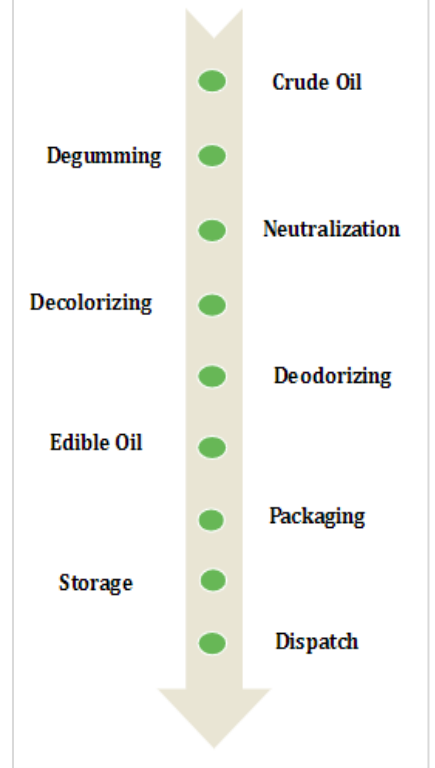 Crude Oil
Degumming
Neutralization
Decolorizing
Deodorizing
Edible Oil
Packaging
Storage
Dispatch